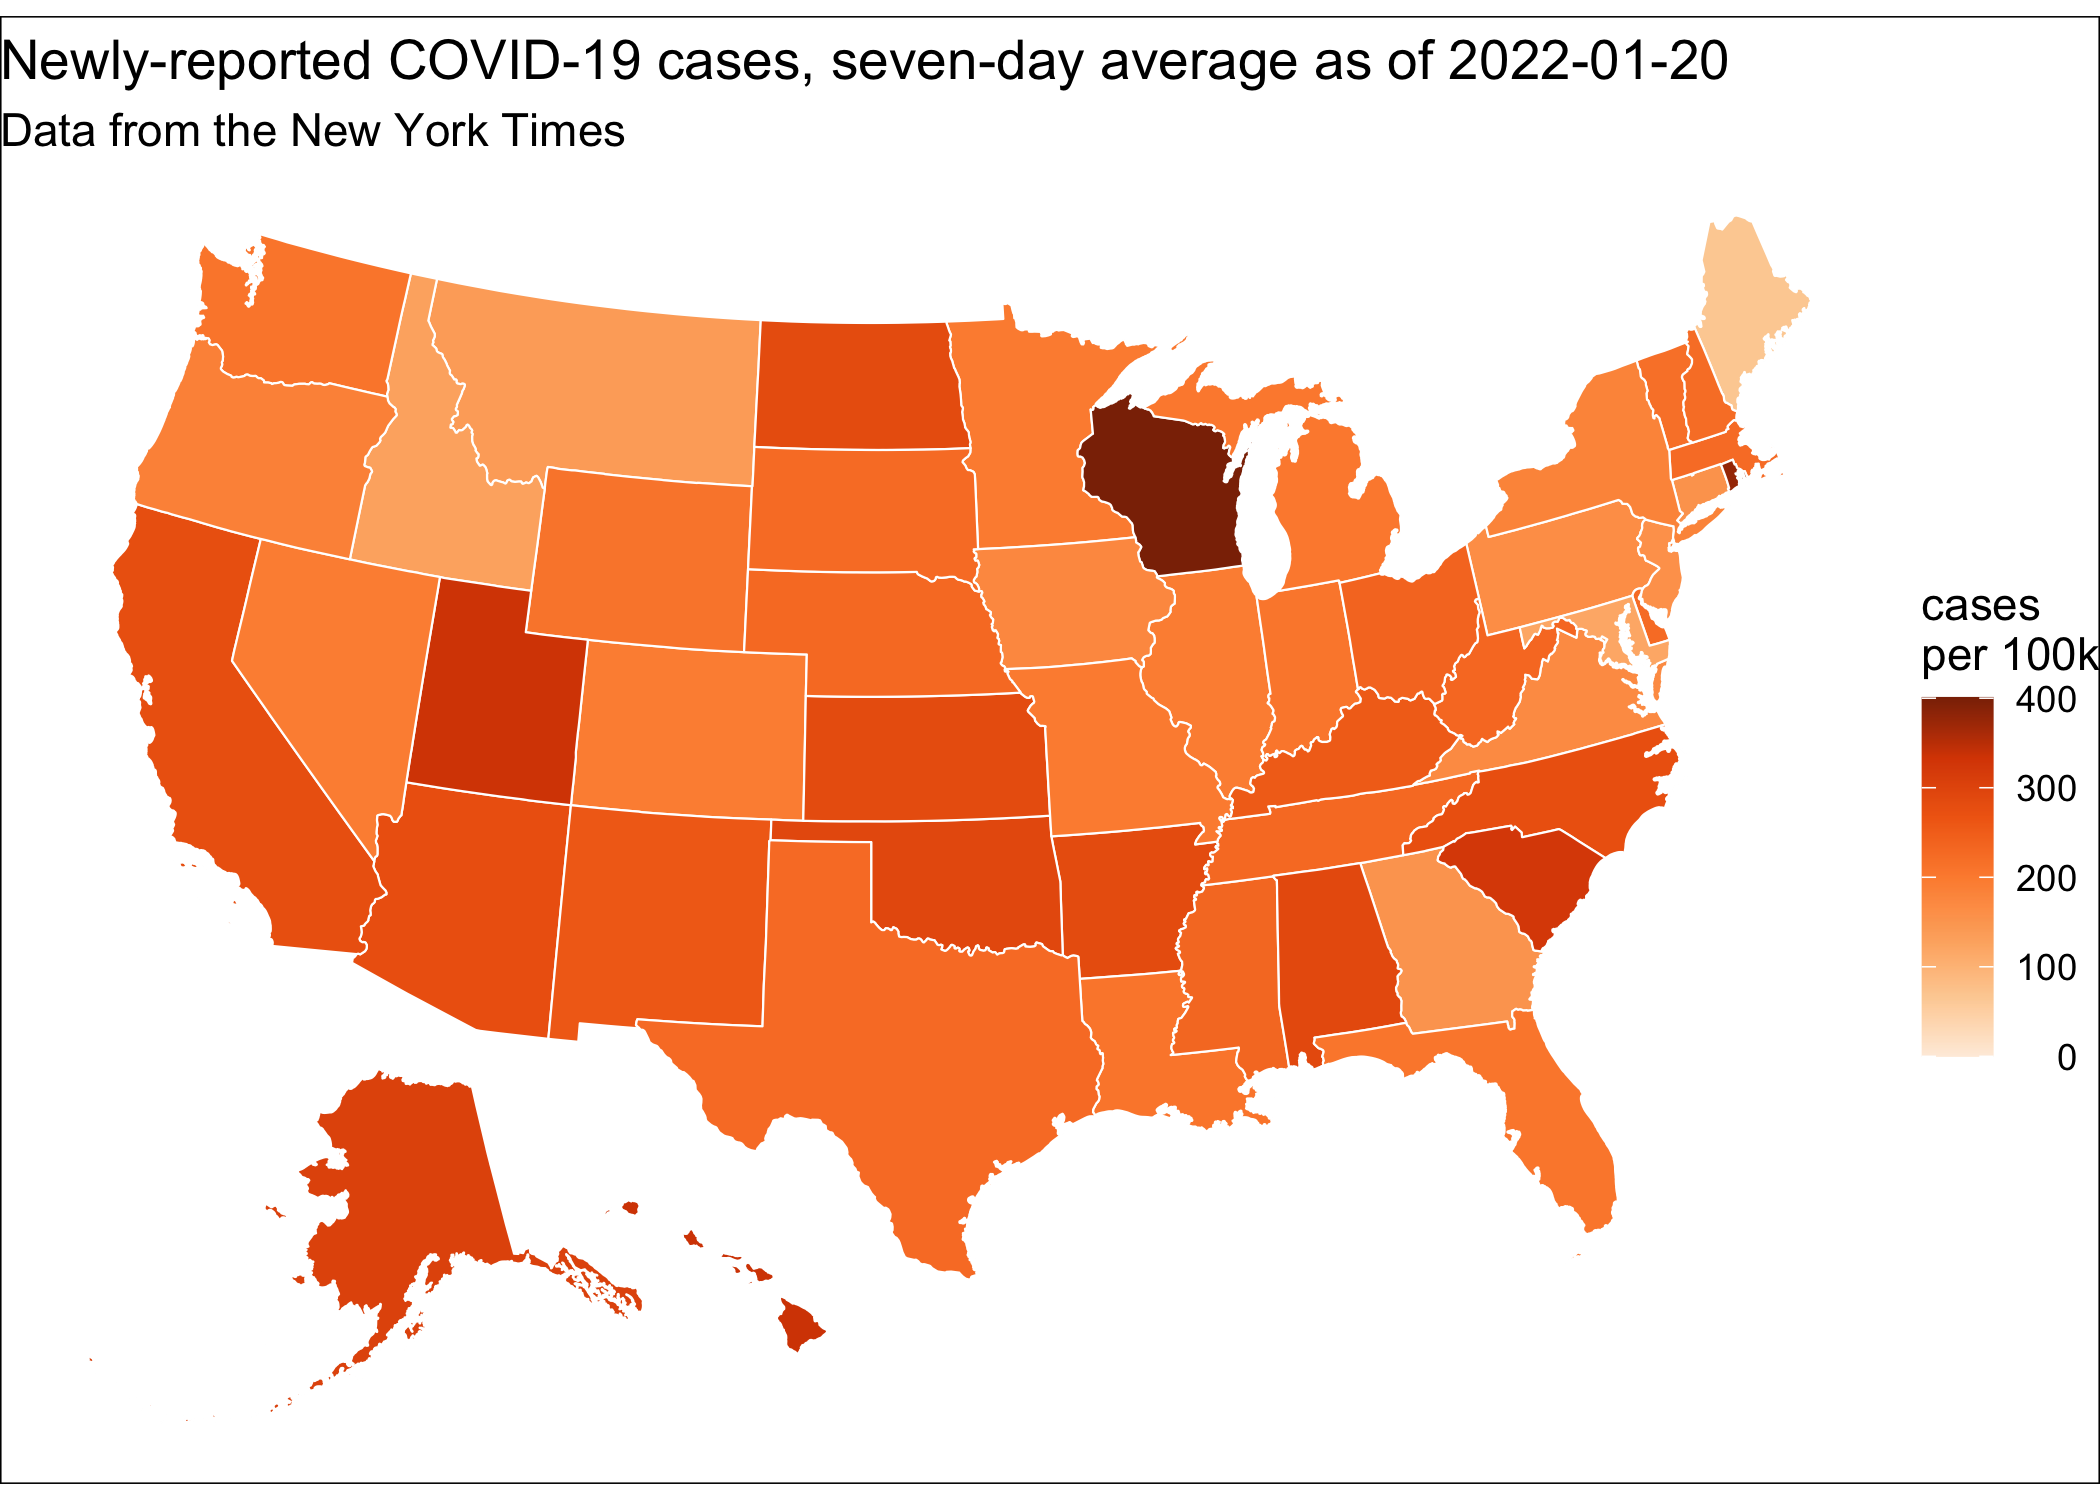 Newly-reported COVID-19 cases, seven-day average as of 2022-01-20
Data from the New York Times
cases
per 100k
400
300
200
100
0